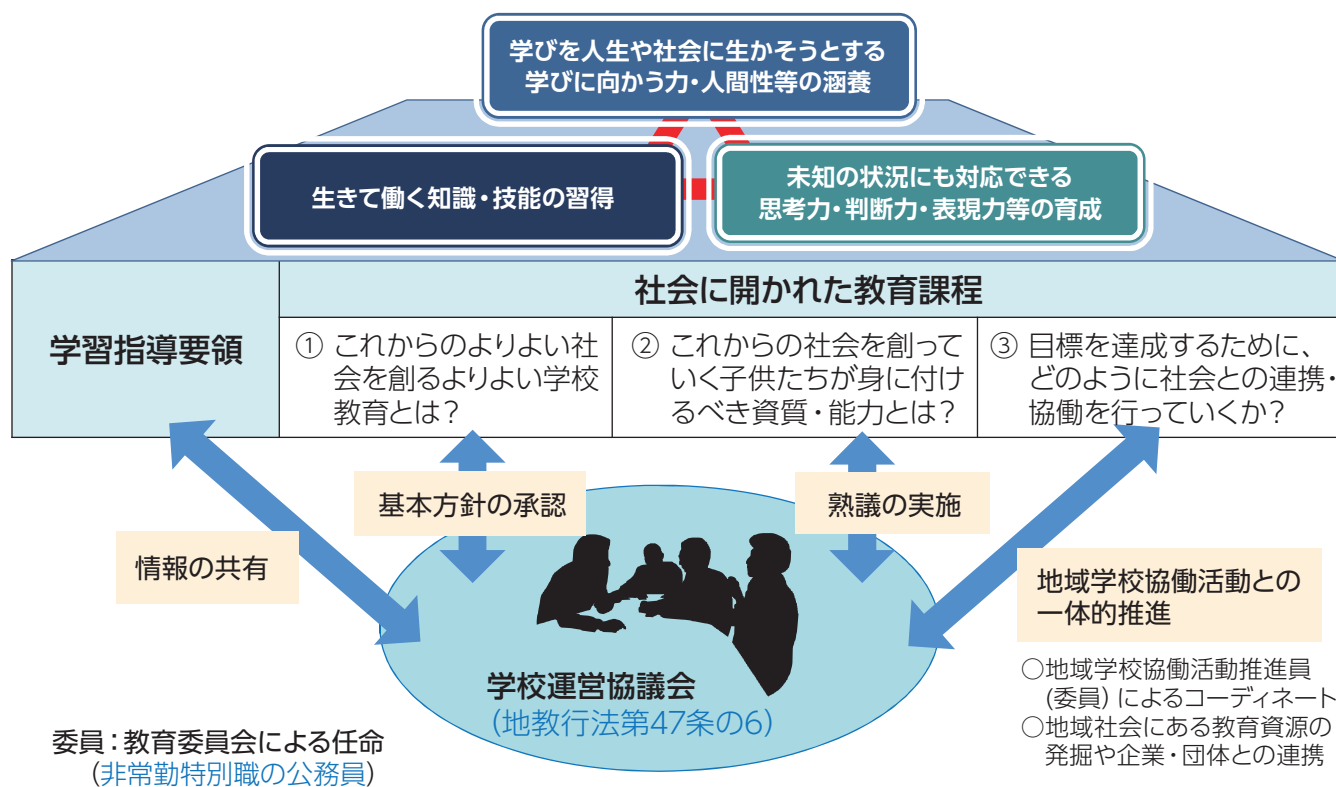 学びを人生や社会に生かそうとする
学びに向かう力・人間性等の涵養
生きて働く知識・技能の習得
未知の状況にも対応できる
思考力・判断力・表現力等の育成
学習指導要領
社会に開かれた教育課程
① これからのよりよい社
会を創るよりよい学校
教育とは？
② これからの社会を創って
いく子供たちが身に付け
るべき資質・能力とは？
③ 目標を達成するために、
どのように社会との連携・
協働を行っていくか？
情報の共有
基本方針の承認
熟議の実施
地域学校協働活動との
一体的推進
○地域学校協働活動推進員
(委員) によるコーディネート
○地域社会にある教育資源の
発掘や企業・団体との連携
学校運営協議会
(地教行法第47条の6)
委員：教育委員会による任命
(非常勤特別職の公務員)